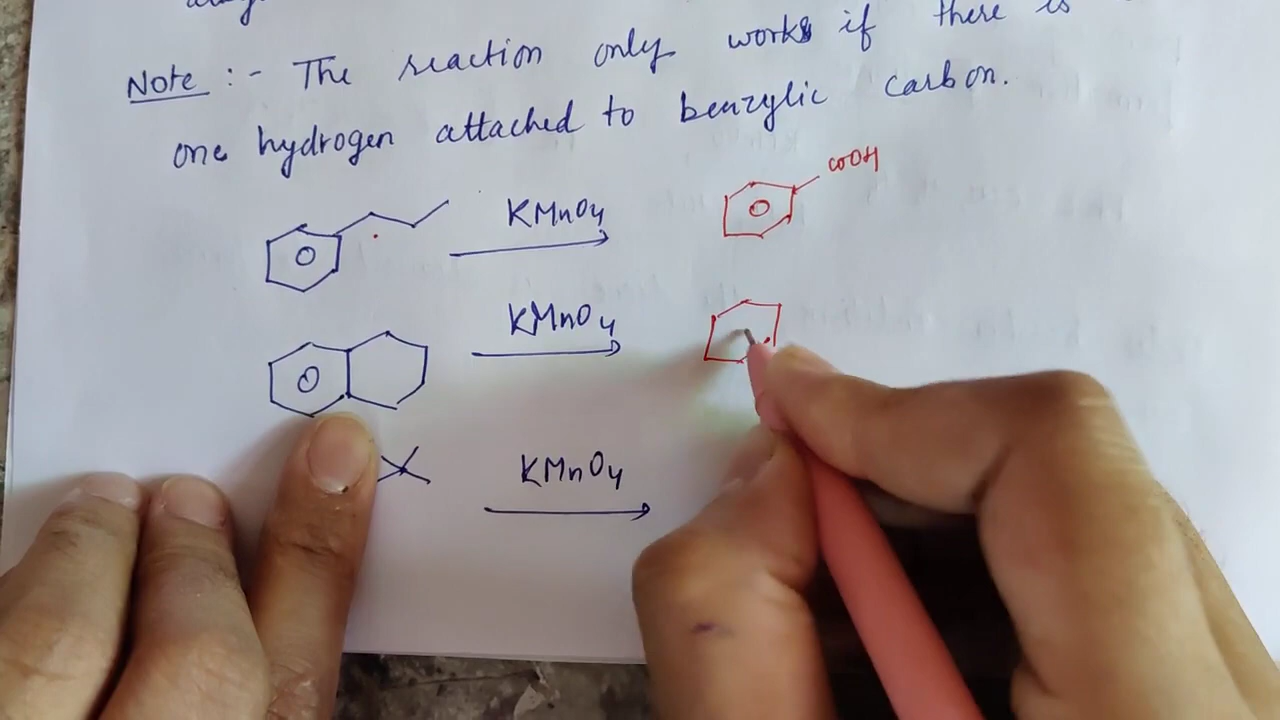 Note :- The reaction only works if there is
one hydrogen attached to benzylic carbon.
KMnO4
COOH
KMnO4
KMnO4